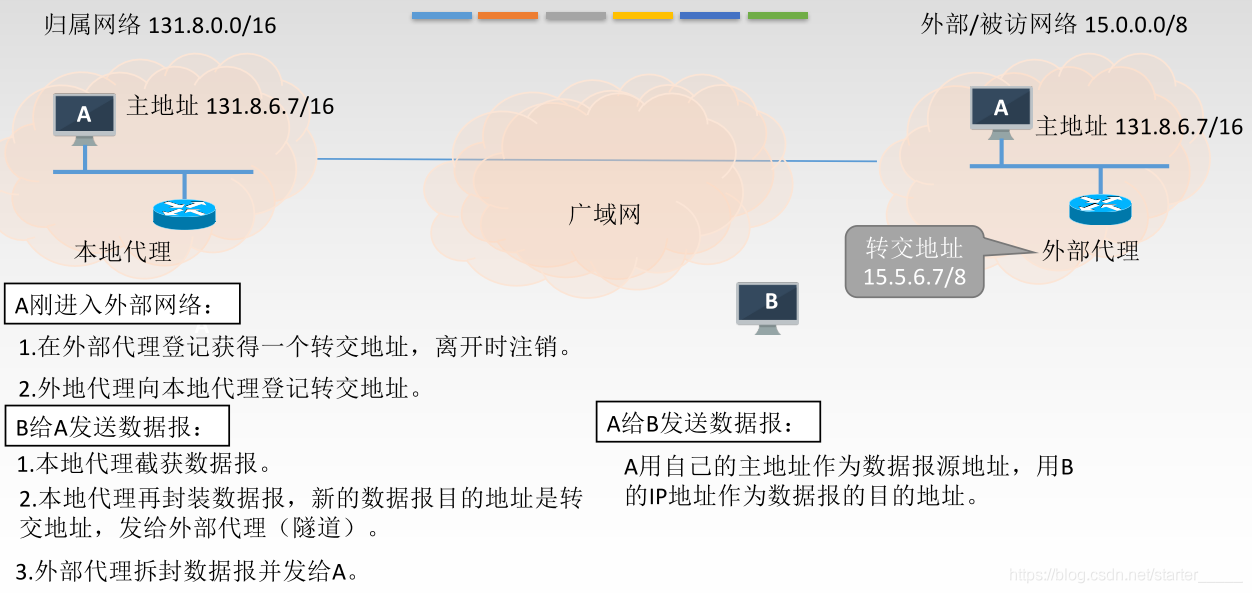 归属网络 131.8.0.0/16
外部/被访网络 15.0.0.0/8
A
主地址 131.8.6.7/16
A
主地址 131.8.6.7/16
广域网
本地代理
转交地址
15.5.6.7/8
外部代理
B
A刚进入外部网络：
1.在外部代理登记获得一个转交地址，离开时注销。
2.外地代理向本地代理登记转交地址。
B给A发送数据报：
1.本地代理截获数据报。
2.本地代理再封装数据报，新的数据报目的地址是转
交地址，发给外部代理（隧道）。
3.外部代理拆封数据报并发给A。
A给B发送数据报：
A用自己的主地址作为数据报源地址，用B
的IP地址作为数据报的目的地址。
https://blog.csdn.net/starter_____